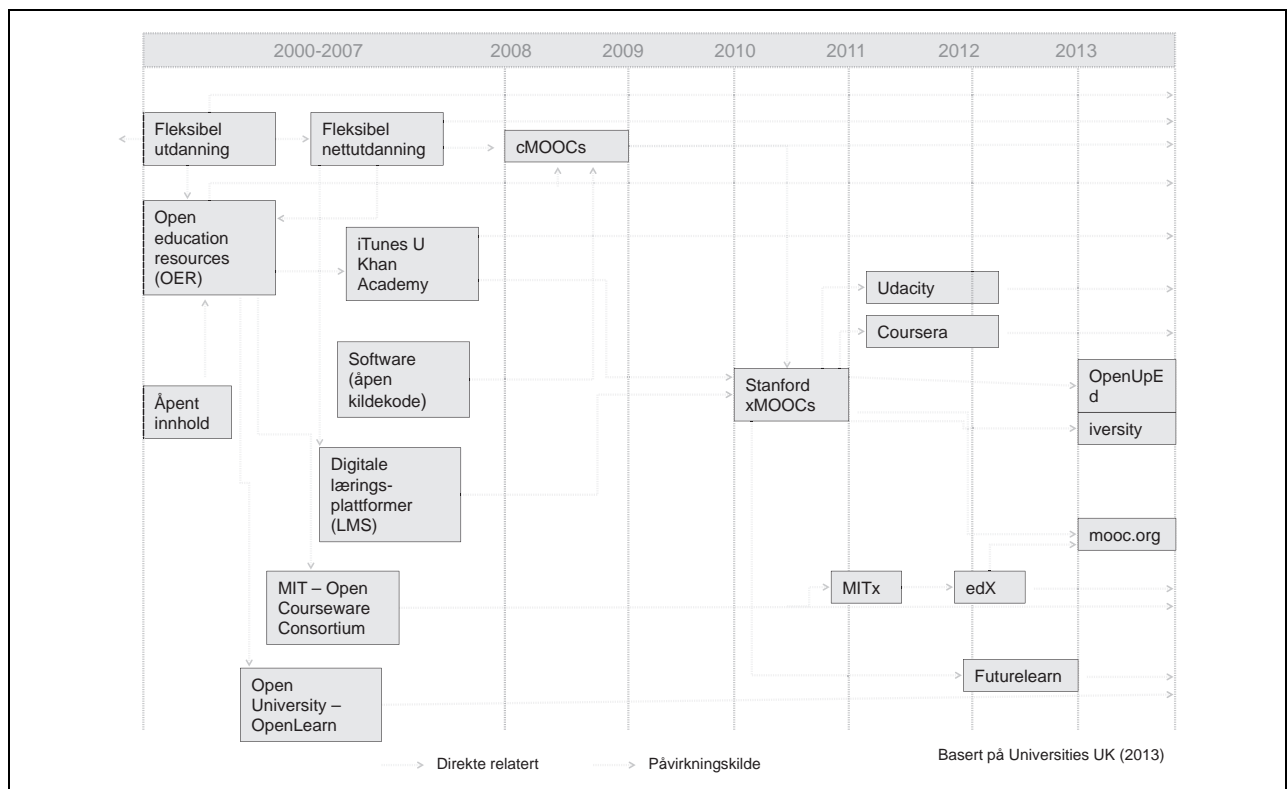 2000-2007
2008
2009
2010
2011
2012
2013
Fleksibel
utdanning
Fleksibel
nettutdanning
cMOOCs
Open
education
resources
(OER)
iTunes U
Khan
Academy
Udacity
Coursera
Software
(åpen
kildekode)
Stanford
xMOOCs
OpenUpE
d
iversity
Åpent
innhold
Digitale
lærings-
plattformer
(LMS)
mooc.org
MIT – Open
Courseware
Consortium
MITx
edX
Futurelearn
Open
University –
OpenLearn
Direkte relatert
Påvirkningskilde
Basert på Universities UK (2013)